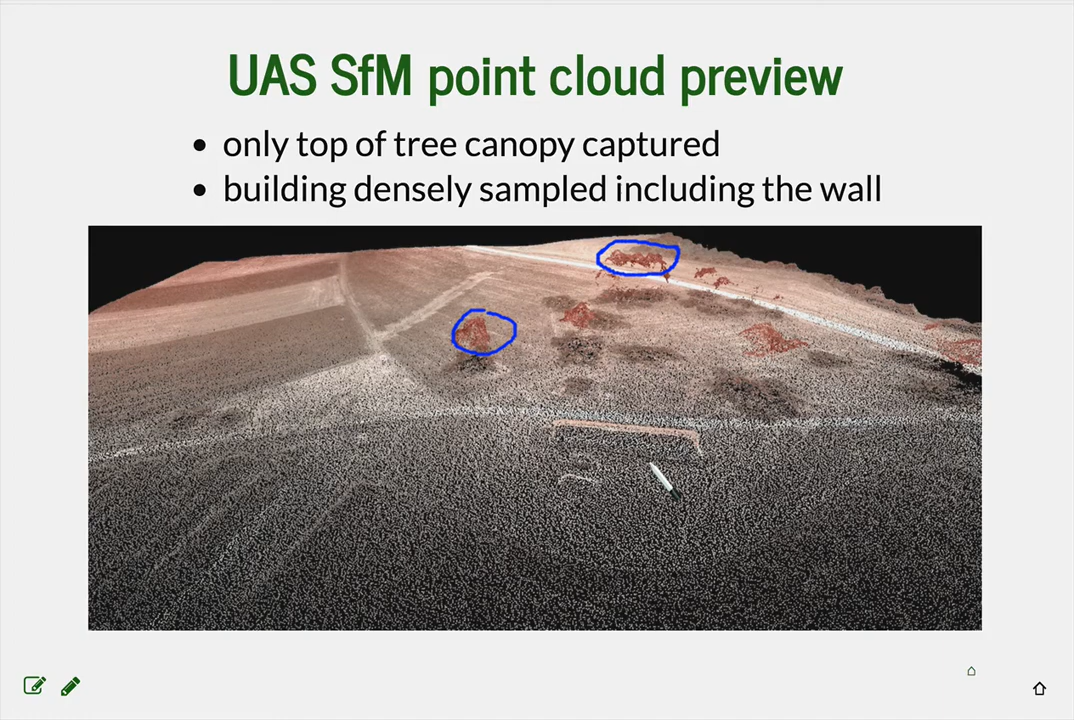 UAS SfM point cloud preview
only top of tree canopy captured
building densely sampled including the wall